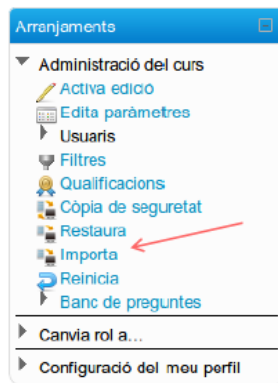 Arranjaments
Administració del curs
Activa edició
Edita paràmetres
Usuaris
Filtres
Qualificacions
Còpia de seguretat
Restaura
Importa
Reinicia
Banc de preguntes
Canvia rol a...
Configuració del meu perfil